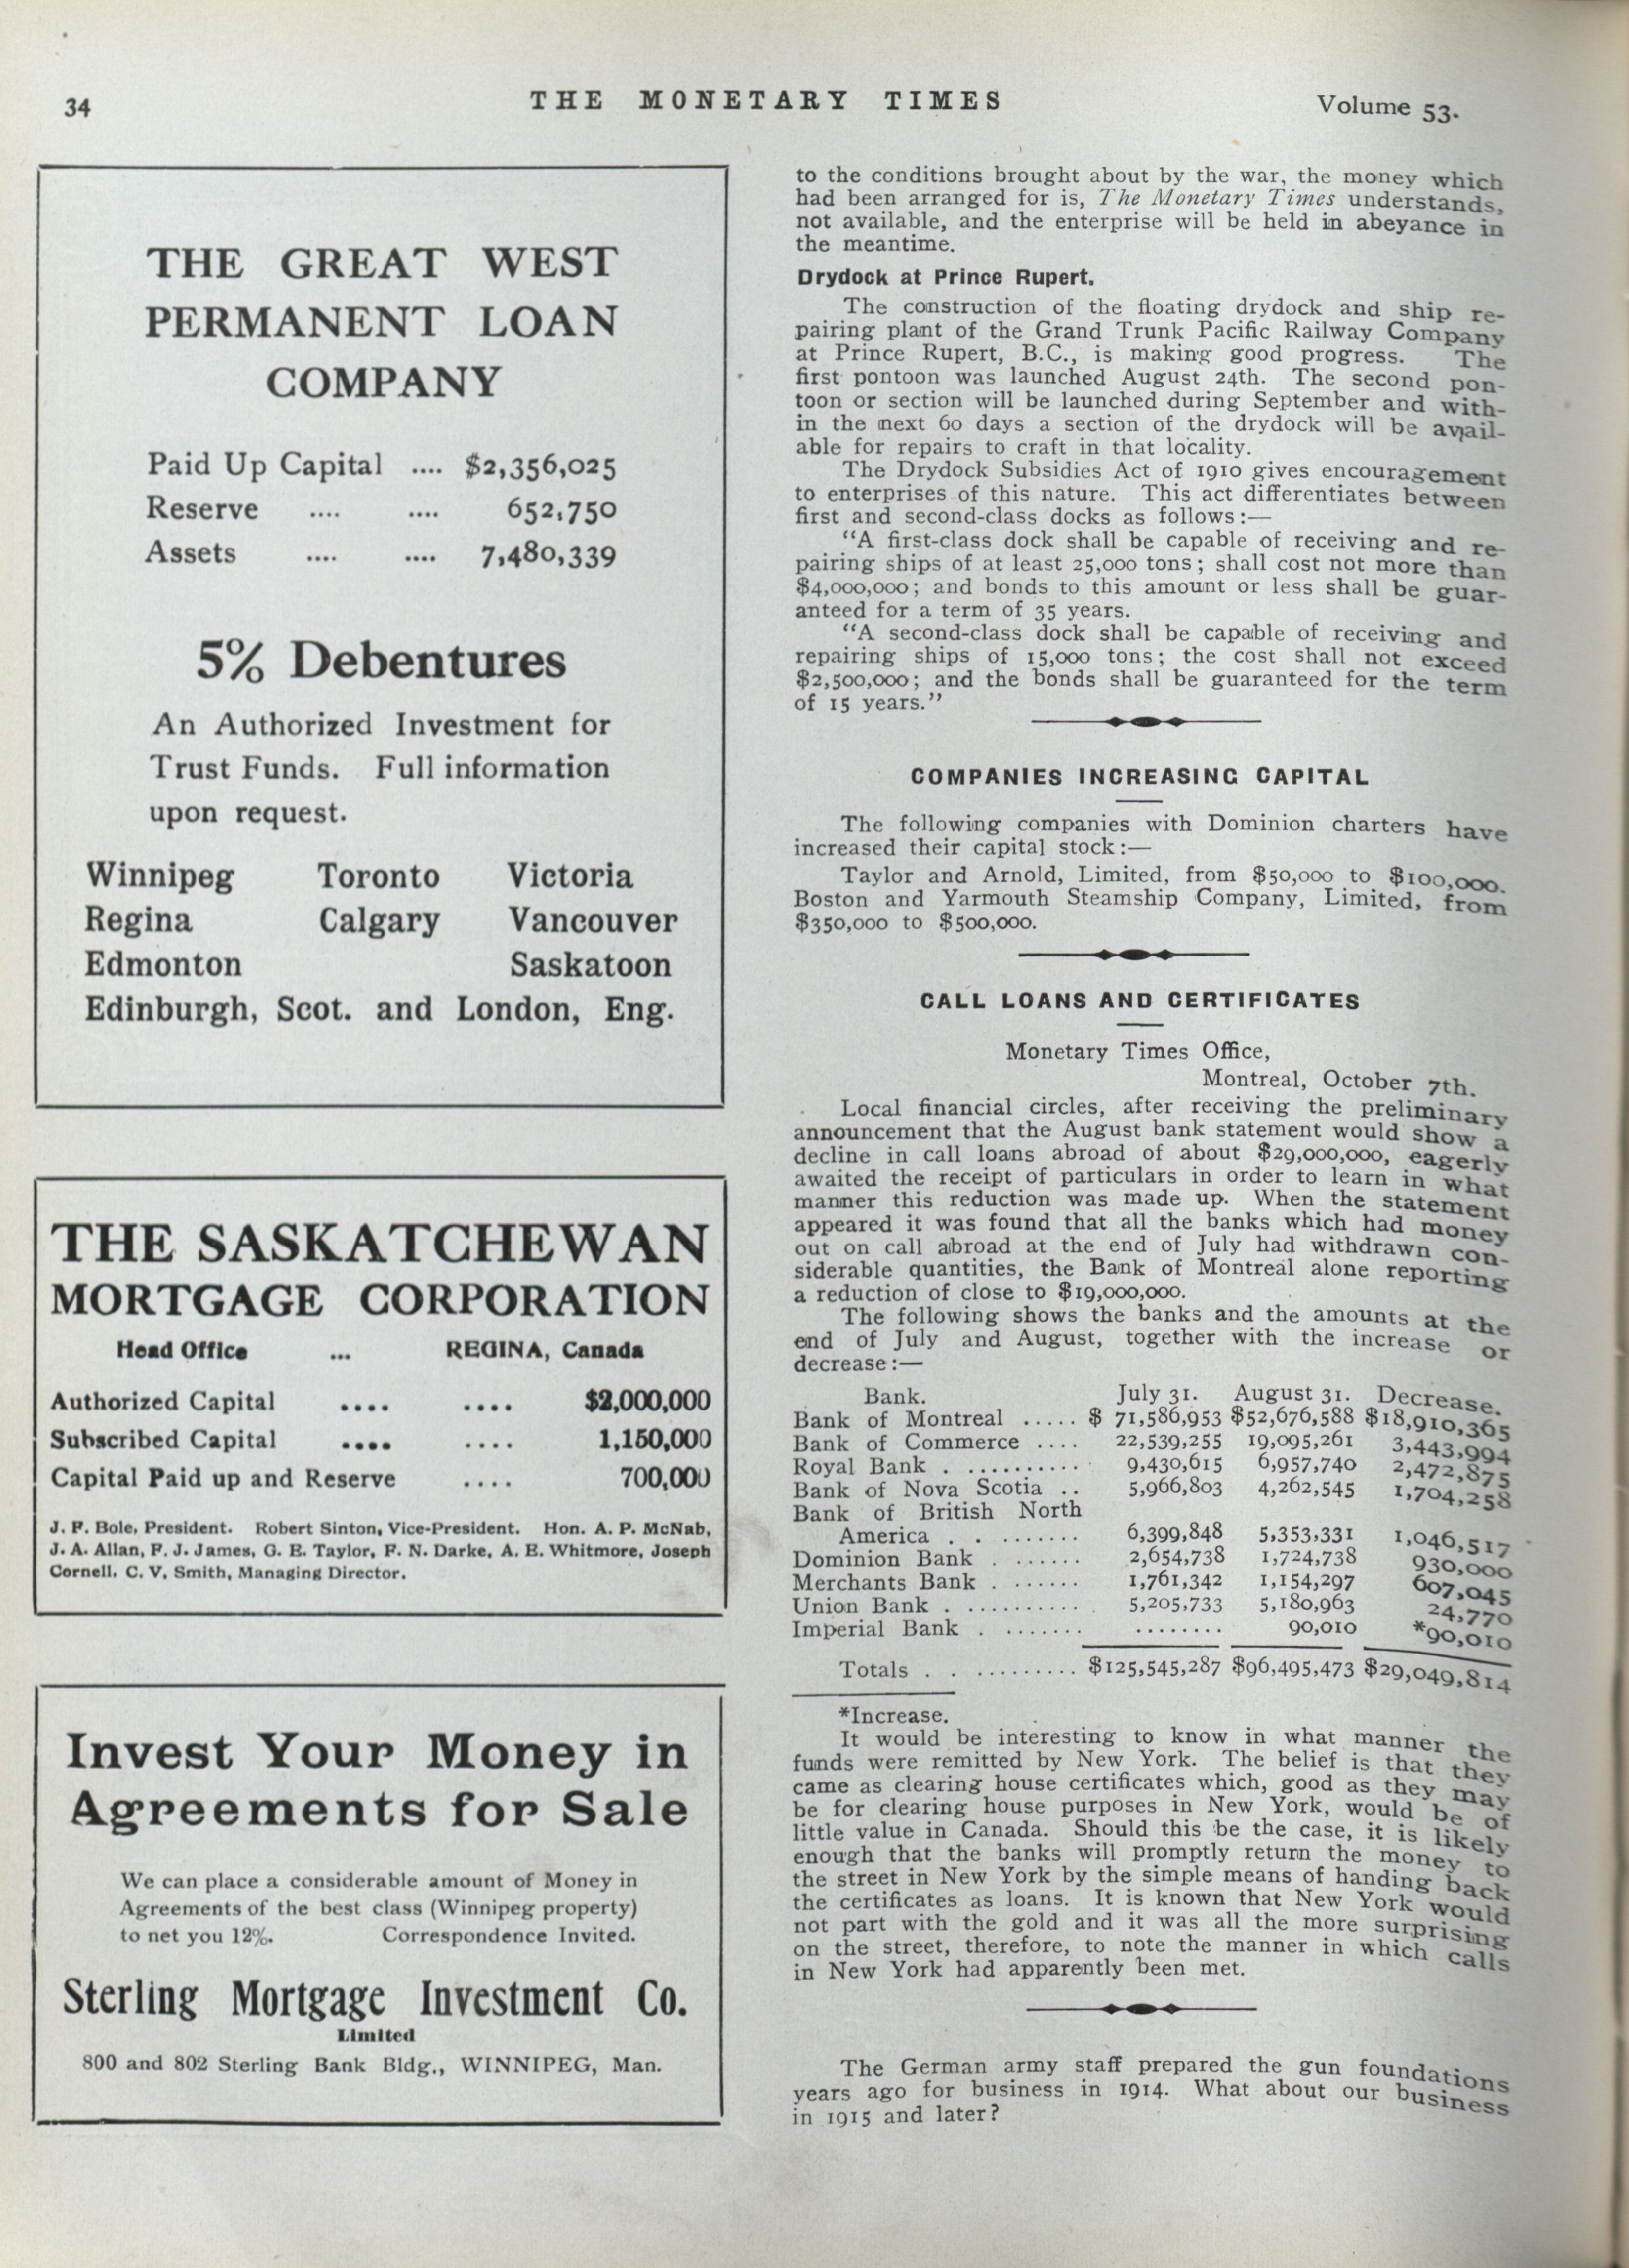 34
THE MONETARY TIMES
Volume 53.
THE GREAT WEST
PERMANENT LOAN
COMPANY
Paid Up Capital .... $2,356,025
Reserve .... .... 652,750
Assets .... .... 7,480,339
5% Debentures
An Authorized Investment for
Trust Funds. Full information
upon request.
Winnipeg Toronto Victoria
Regina Calgary Vancouver
Edmonton Saskatoon
Edinburgh, Scot. and London, Eng.
THE SASKATCHEWAN
MORTGAGE CORPORATION
Head Office ... REGINA, Canada
Authorized Capital .... .... $2,000,000
Subscribed Capital .... .... 1,150,000
Capital Paid up and Reserve .... 700,000
J. F. Bole, President. Robert Sinton, Vice-President. Hon. A. P. McNab,
J. A. Allan, F. J. James, G. E. Taylor, F. N. Darke, A. E. Whitmore, Joseph
Cornell, C. V. Smith, Managing Director.
Invest Your Money in
Agreements for Sale
We can place a considerable amount of Money in
Agreements of the best class (Winnipeg property)
to net you 12%. Correspondence Invited.
Sterling Mortgage Investment Co.
Limited
800 and 802 Sterling Bank Bldg., WINNIPEG, Man.
to the conditions brought about by the war, the money which
had been arranged for is, The Monetary Times understands,
not available, and the enterprise will be held in abeyance in
the meantime.
Drydock at Prince Rupert.
The construction of the floating drydock and ship re-
pairing plant of the Grand Trunk Pacific Railway Company
at Prince Rupert, B.C., is making good progress. The
first pontoon was launched August 24th. The second pon-
toon or section will be launched during September and with-
in the next 60 days a section of the drydock will be avail-
able for repairs to craft in that locality.
The Drydock Subsidies Act of 1910 gives encouragement
to enterprises of this nature. This act differentiates between
first and second-class docks as follows:—
"A first-class dock shall be capable of receiving and re-
pairing ships of at least 25,000 tons; shall cost not more than
$4,000,000; and bonds to this amount or less shall be guar-
anteed for a term of 35 years.
"A second-class dock shall be capable of receiving and
repairing ships of 15,000 tons; the cost shall not exceed
$2,500,000; and the bonds shall be guaranteed for the term
of 15 years."
COMPANIES INCREASING CAPITAL
The following companies with Dominion charters have
increased their capital stock:—
Taylor and Arnold, Limited, from $50,000 to $100,000.
Boston and Yarmouth Steamship Company, Limited, from
$350,000 to $500,000.
CALL LOANS AND CERTIFICATES
Monetary Times Office,
Montreal, October 7th.
Local financial circles, after receiving the preliminary
announcement that the August bank statement would show a
decline in call loans abroad of about $29,000,000, eagerly
awaited the receipt of particulars in order to learn in what
manner this reduction was made up. When the statement
appeared it was found that all the banks which had money
out on call abroad at the end of July had withdrawn con-
siderable quantities, the Bank of Montreal alone reporting
a reduction of close to $19,000,000.
The following shows the banks and the amounts at the
end of July and August, together with the increase or
decrease:—
Bank. July 31. August 31. Decrease.
Bank of Montreal ..... $ 71,586,953 $52,676,588 $18,910,365
Bank of Commerce .... 22,539,255 19,095,261 3,443,994
Royal Bank . .......... 9,430,615 6,957,740 2,472,875
Bank of Nova Scotia .. 5,966,803 4,262,545 1,704,258
Bank of British North
America . . ....... 6,399,848 5,353,331 1,046,517
Dominion Bank . ...... 2,654,738 1,724,738 930,000
Merchants Bank . ...... 1,761,342 1,154,297 607,045
Union Bank . .......... 5,205,733 5,180,963 24,770
Imperial Bank . ....... ........ 90,010 *90,010
Totals . . ......... $125,545,287 $96,495,473 $29,049,814
*Increase.
It would be interesting to know in what manner the
funds were remitted by New York. The belief is that they
came as clearing house certificates which, good as they may
be for clearing house purposes in New York, would be of
little value in Canada. Should this be the case, it is likely
enough that the banks will promptly return the money to
the street in New York by the simple means of handing back
the certificates as loans. It is known that New York would
not part with the gold and it was all the more surprising
on the street, therefore, to note the manner in which calls
in New York had apparently been met.
The German army staff prepared the gun foundations
years ago for business in 1914. What about our business
in 1915 and later?